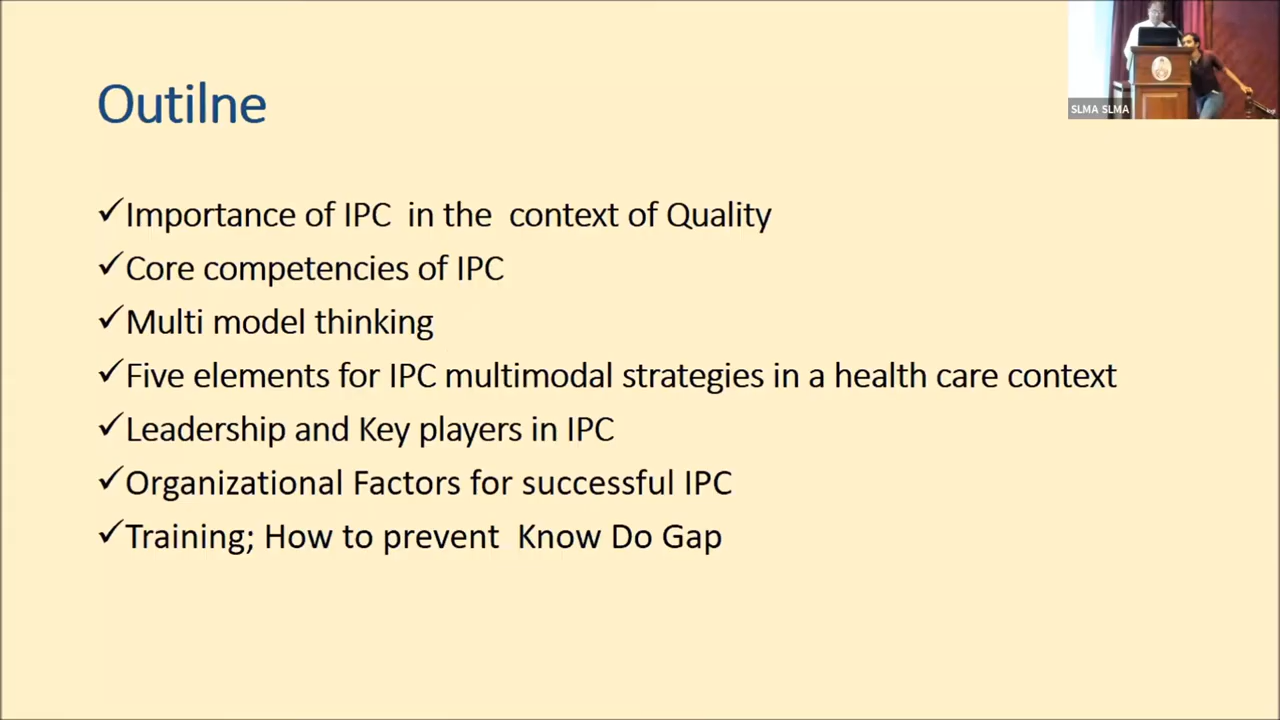 Outilne
SLMA SLMA
Importance of IPC in the context of Quality
Core competencies of IPC
Multi model thinking
Five elements for IPC multimodal strategies in a health care context
Leadership and Key players in IPC
Organizational Factors for successful IPC
Training; How to prevent Know Do Gap